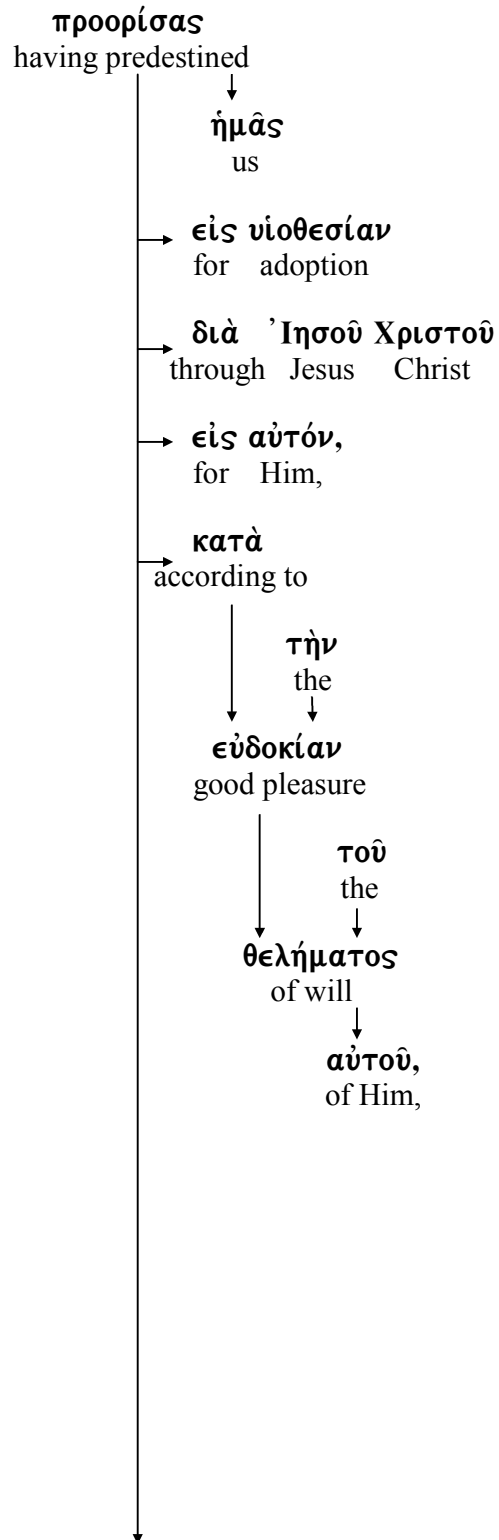 προορίσας
having predestined
ἡμᾶς
us
εἰς υἱοθεσίαν
for adoption
διὰ Ἰησοῦ Χριστοῦ
through Jesus Christ
εἰς αὐτόν,
for Him,
κατὰ
according to
τὴν
the
εὐδοκίαν
good pleasure
τοῦ
the
θελήματος
of will
αὐτοῦ,
of Him,